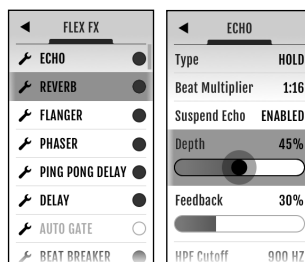 FLEX FX
ECHO
REVERB
FLANGER
PHASER
PING PONG DELAY
DELAY
AUTO GATE
BEAT BREAKER
ECHO
Type HOLD
Beat Multiplier 1:16
Suspend Echo ENABLED
Depth 45%
Feedback 30%
HPF Cutoff 900 HZ